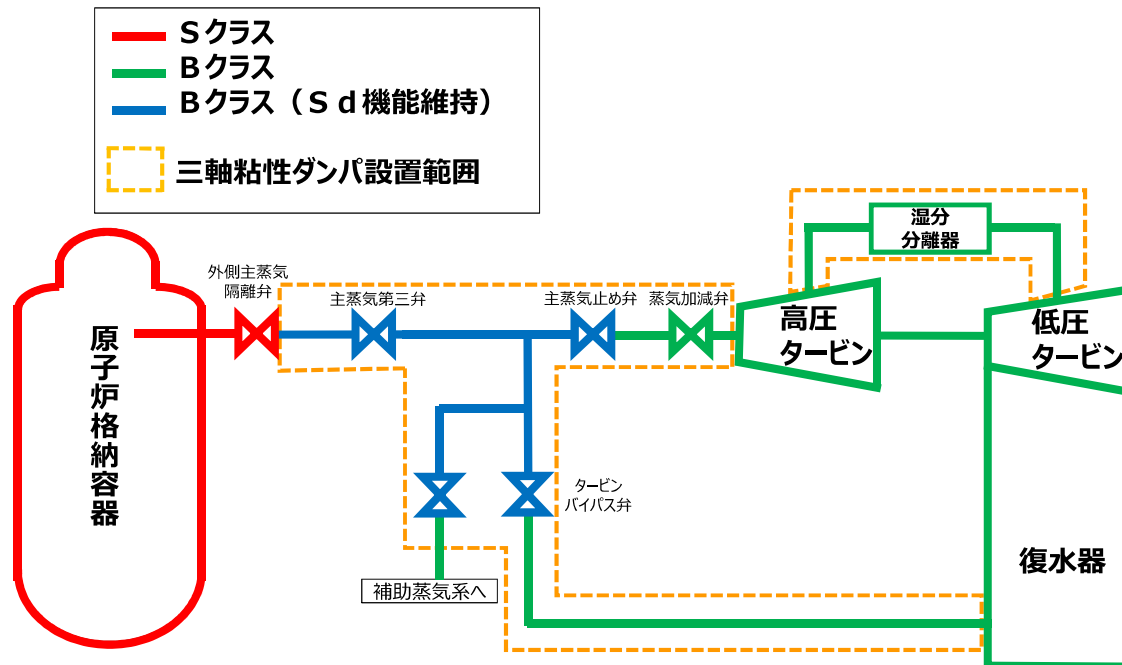 Ｓクラス
Ｂクラス
Ｂクラス（Ｓｄ機能維持）
三軸粘性ダンパ設置範囲
湿分
分離器
外側主蒸気
隔離弁
主蒸気第三弁
主蒸気止め弁
蒸気加減弁
高圧
タービン
低圧
タービン
原子炉格納容器
タービン
バイパス弁
復水器
補助蒸気系へ